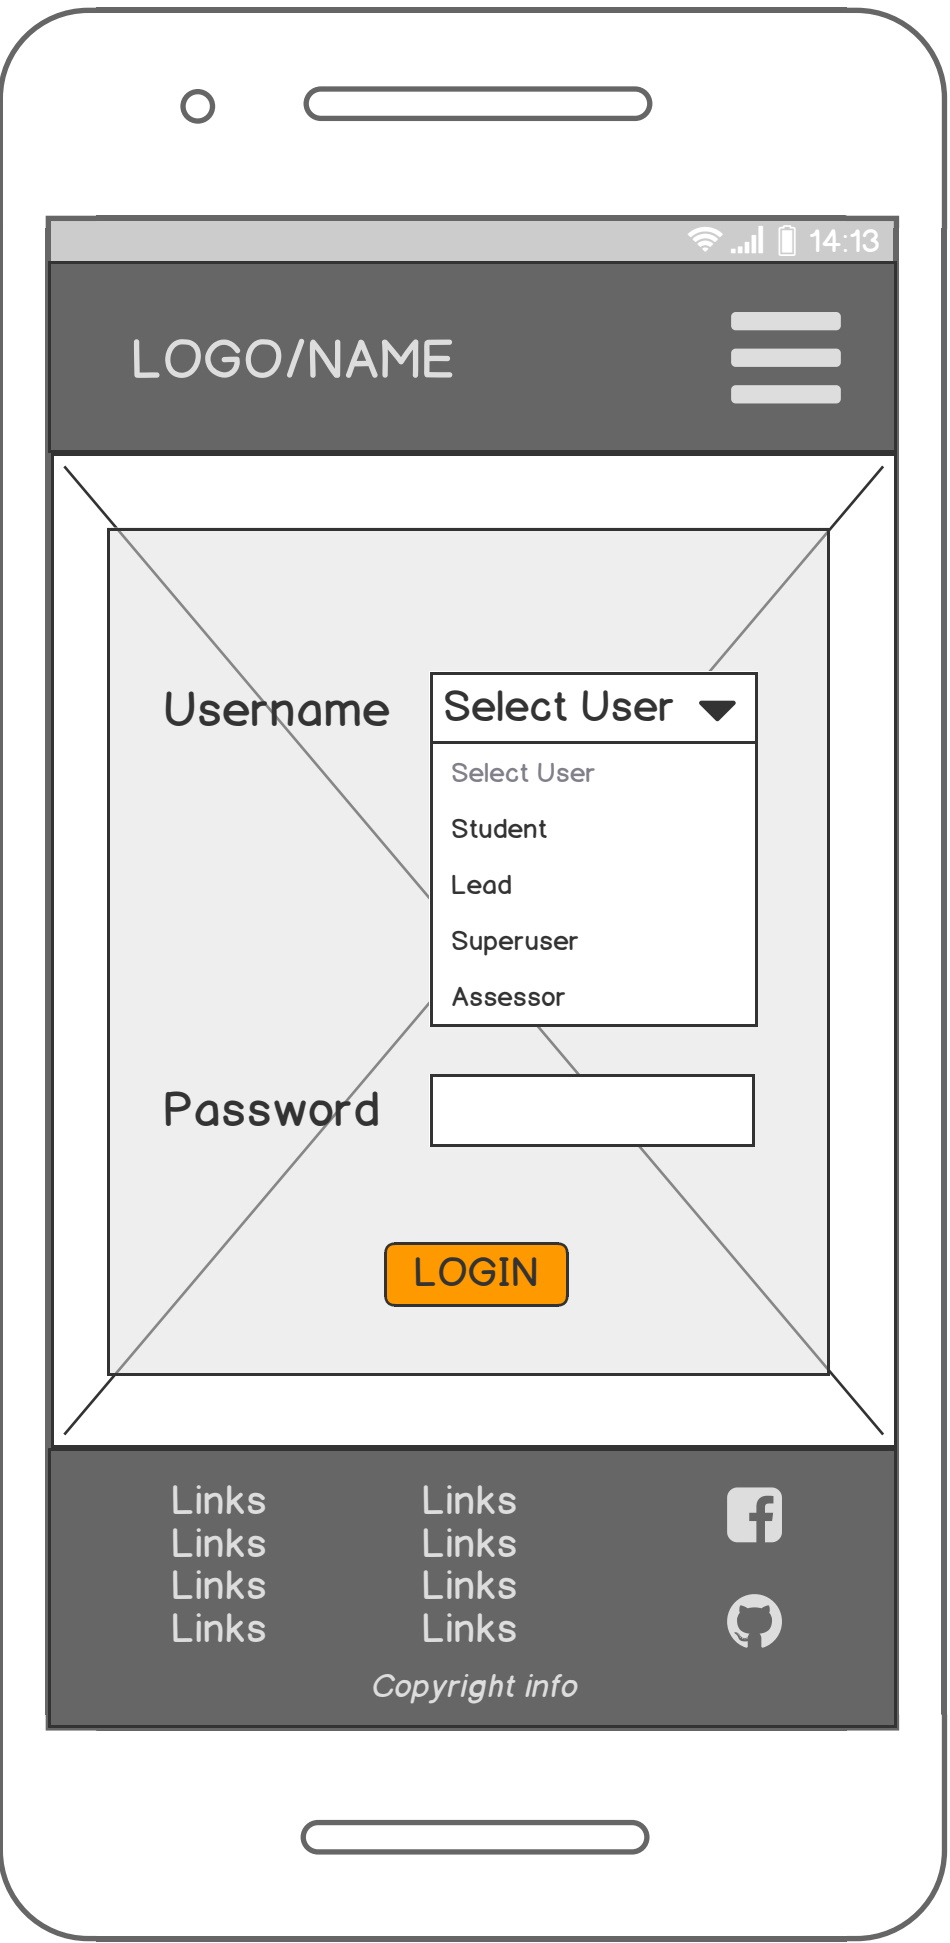 14:13
LOGO/NAME
Username
Select User
Select User
Student
Lead
Superuser
Assessor
Password
LOGIN
Links Links
Links Links
Links Links
Links Links
Copyright info